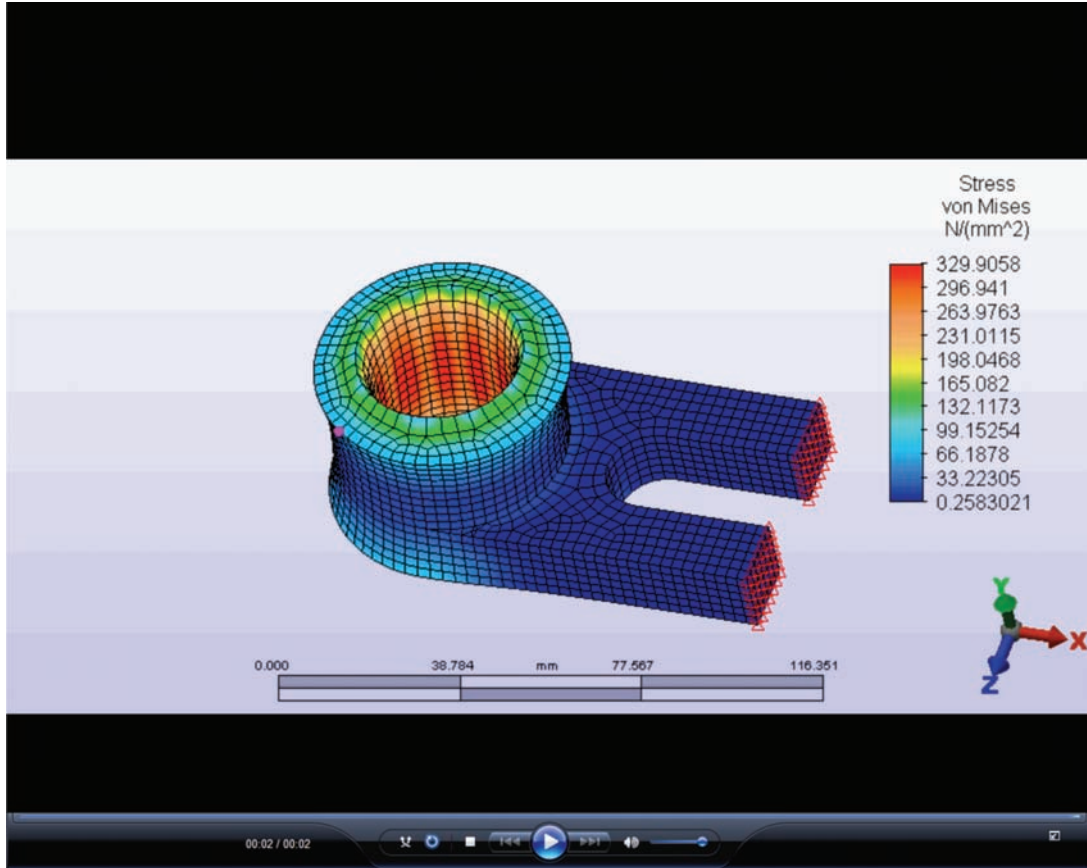 Stress
von Mises
N/(mm^2)
329.9058
296.941
263.9763
231.0115
198.0468
165.082
132.1173
99.15254
66.1878
33.22305
0.2583021
Y
X
Z
0.000 38.784 mm 77.567 116.351
00:02 / 00:02